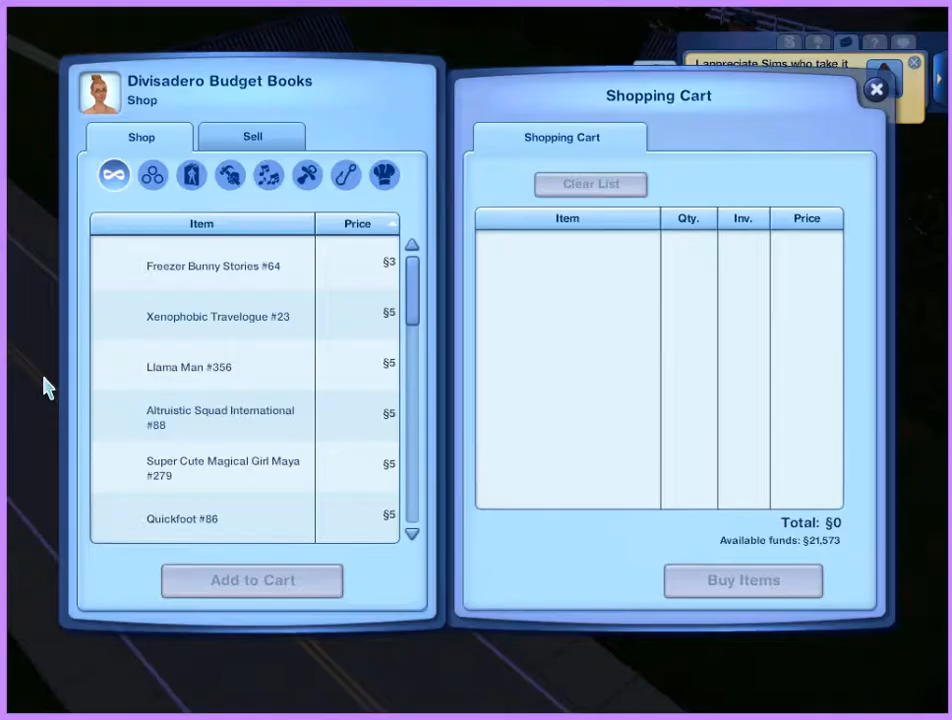 Divisadero Budget Books
Shop
Shop
Sell
Item
Price
Freezer Bunny Stories #64
§3
Xenophobic Travelogue #23
§5
Llama Man #356
§5
Altruistic Squad International
#88
§5
Super Cute Magical Girl Maya
#279
§5
Quickfoot #86
§5
Add to Cart
I appreciate Sims who take it
?
Shopping Cart
Shopping Cart
Clear List
Item
Qty.
Inv.
Price
Total: §0
Available funds: §21,573
Buy Items